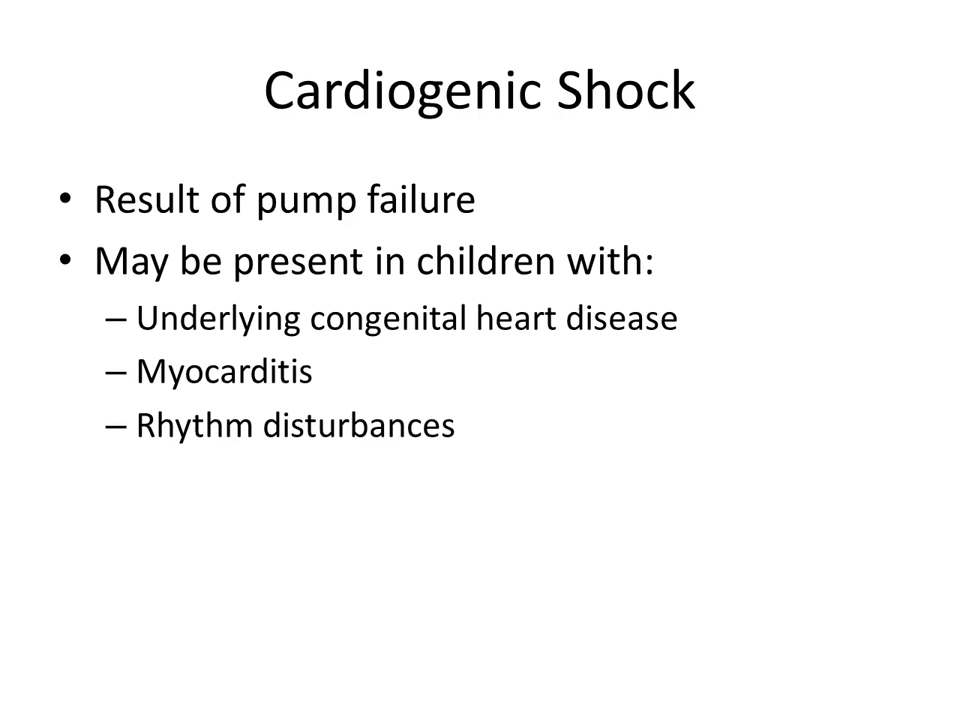 Cardiogenic Shock
• Result of pump failure
• May be present in children with:
– Underlying congenital heart disease
– Myocarditis
– Rhythm disturbances